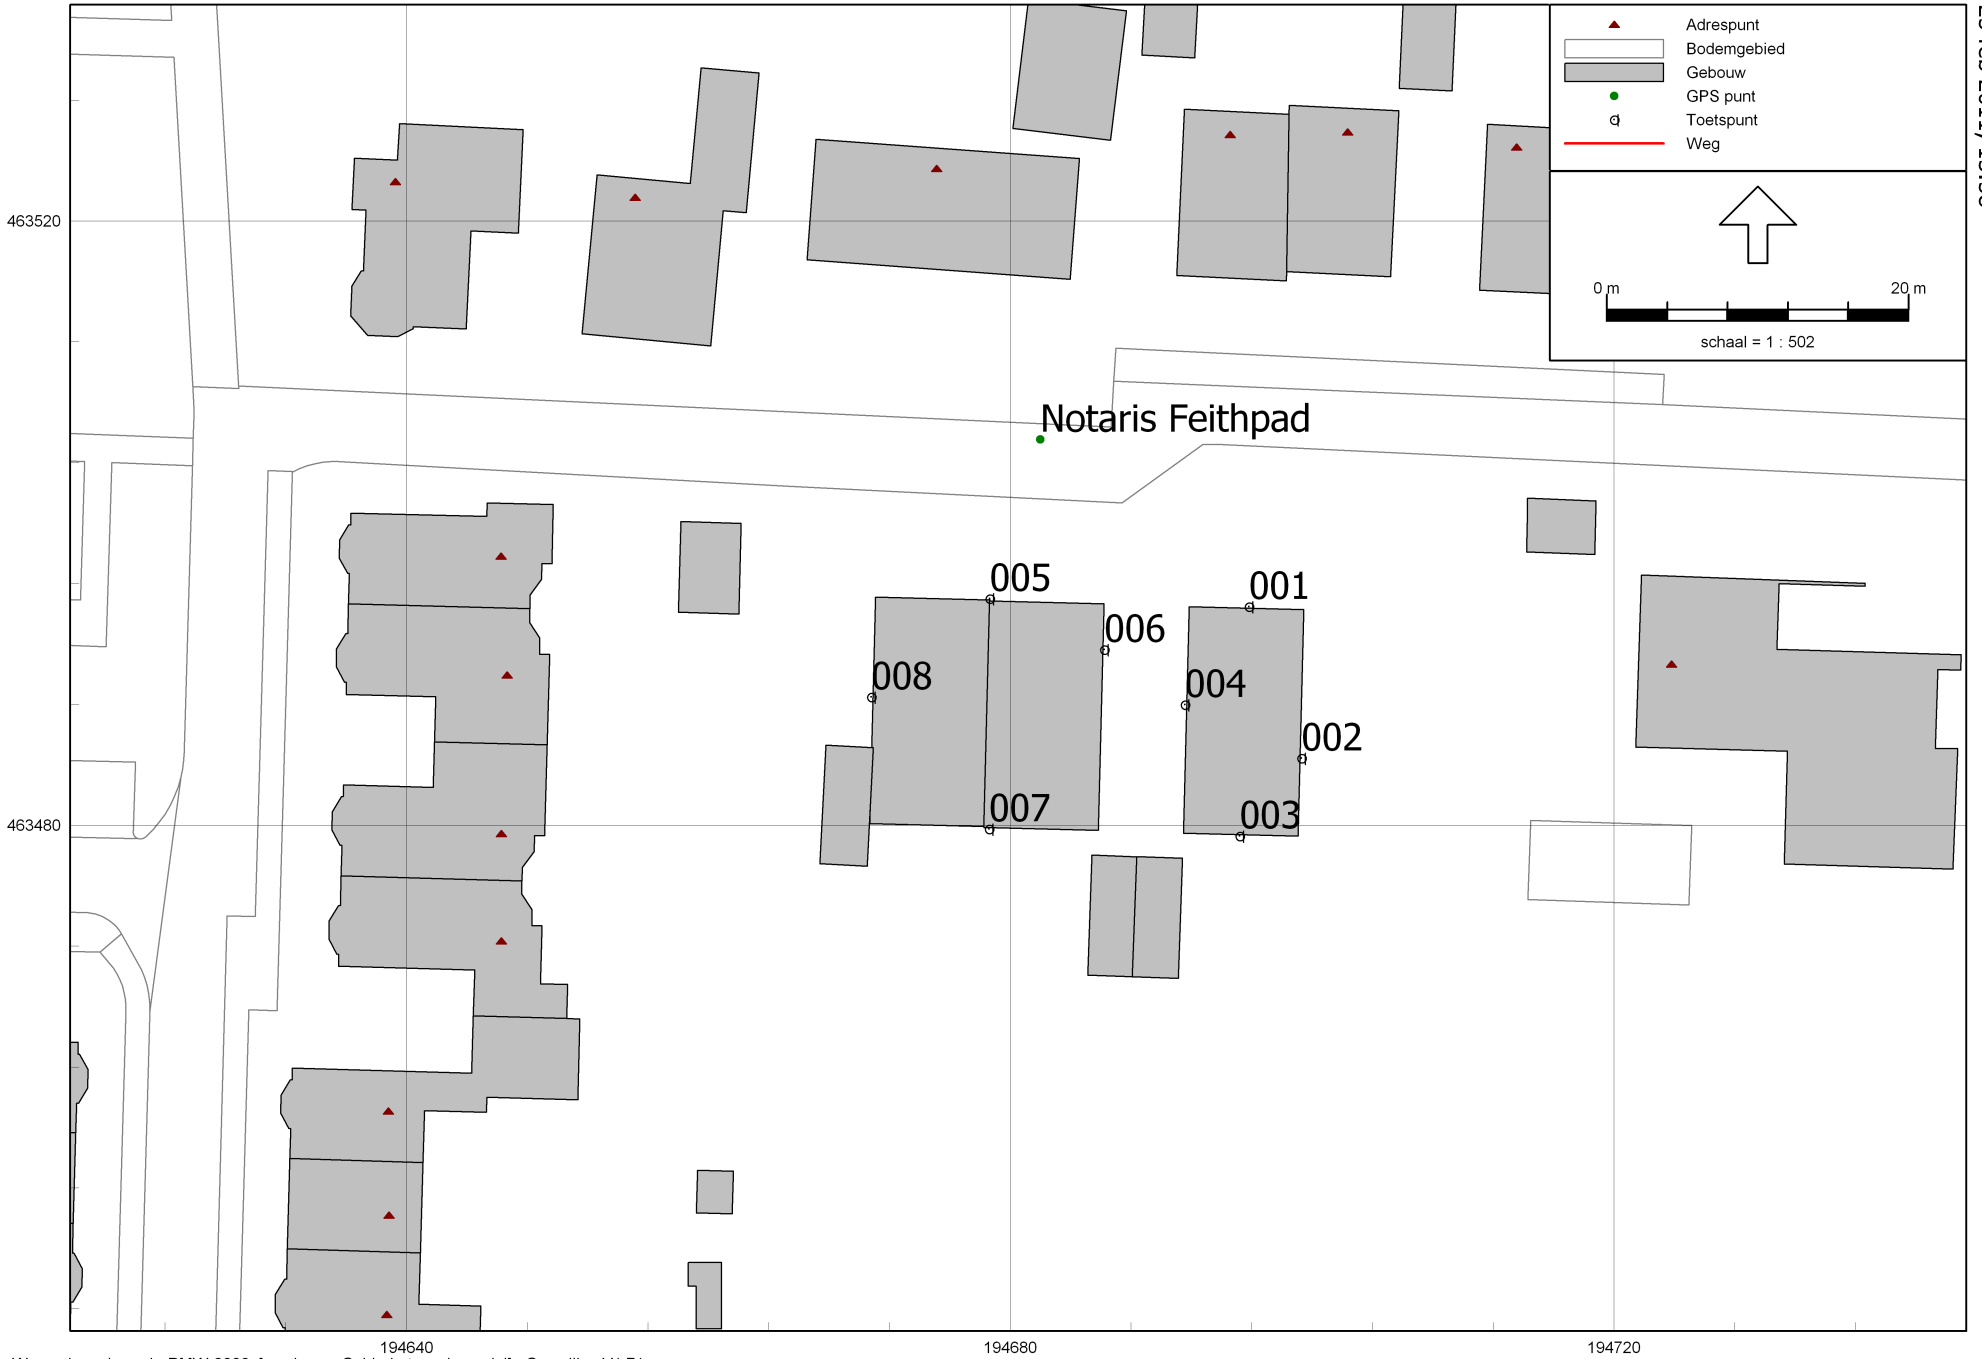 Adrespunt
Bodemgebied
Gebouw
GPS punt
Toetspunt
Weg
0 m 20 m
schaal = 1 : 502
463520
Notaris Feithpad
005
001
006
008
004
002
007
003
463480
194640
194680
194720